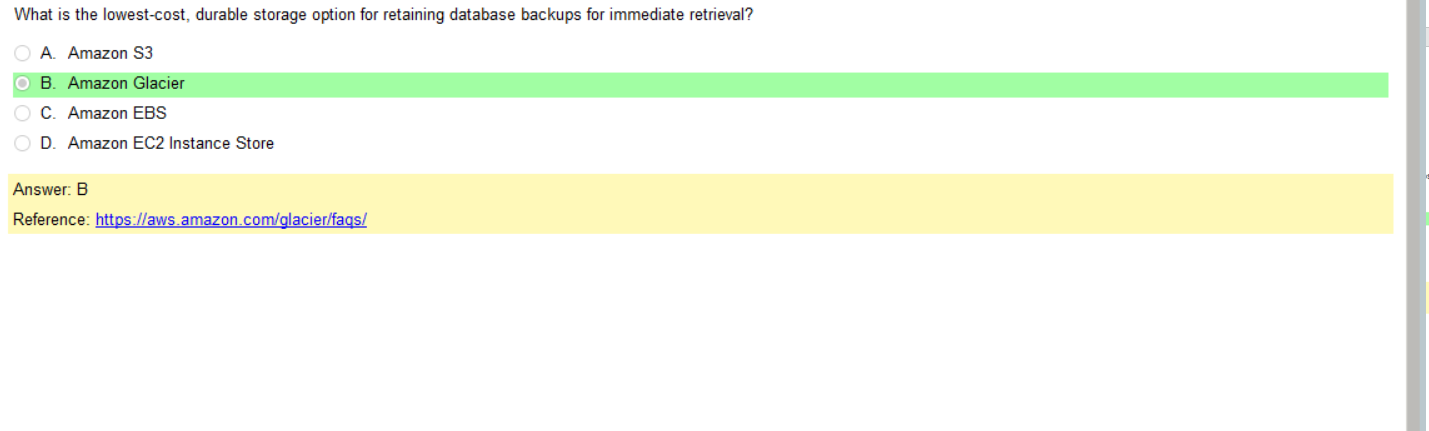 What is the lowest-cost, durable storage option for retaining database backups for immediate retrieval?
A. Amazon S3
B. Amazon Glacier
C. Amazon EBS
D. Amazon EC2 Instance Store
Answer: B
Reference: https://aws.amazon.com/glacier/faqs/